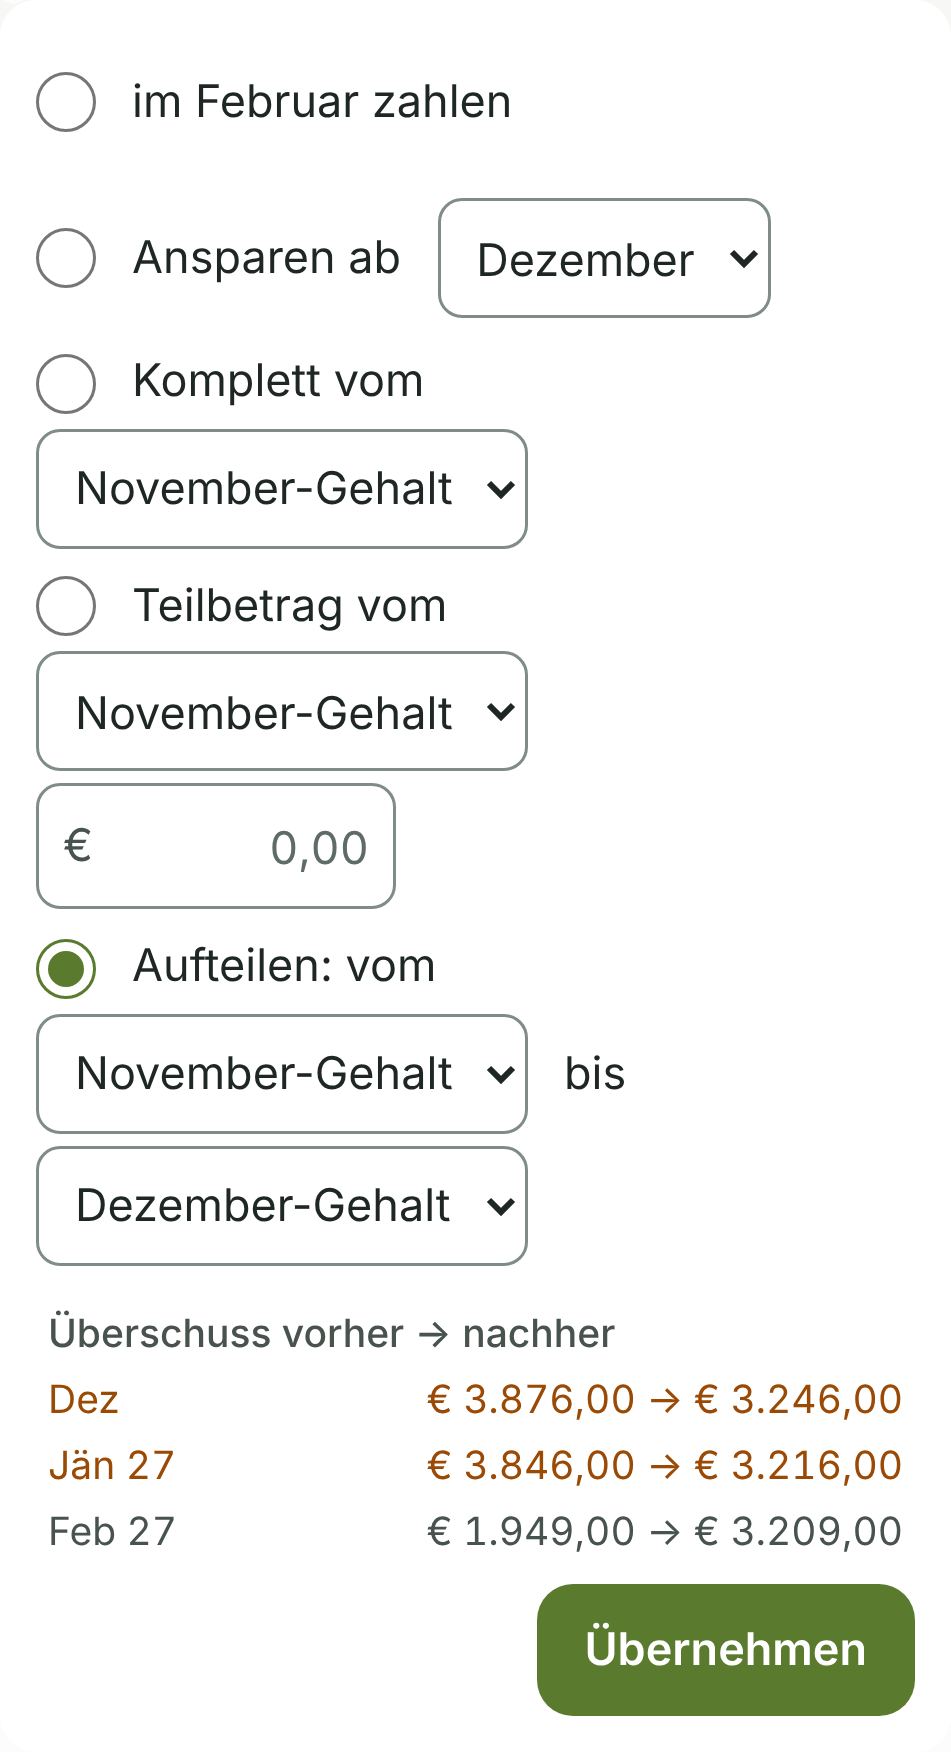 im Februar zahlen
Ansparen ab Dezember
Komplett vom
November-Gehalt
Teilbetrag vom
November-Gehalt
€ 0,00
Aufteilen: vom
November-Gehalt bis
Dezember-Gehalt
Überschuss vorher → nachher
Dez € 3.876,00 → € 3.246,00
Jän 27 € 3.846,00 → € 3.216,00
Feb 27 € 1.949,00 → € 3.209,00
Übernehmen